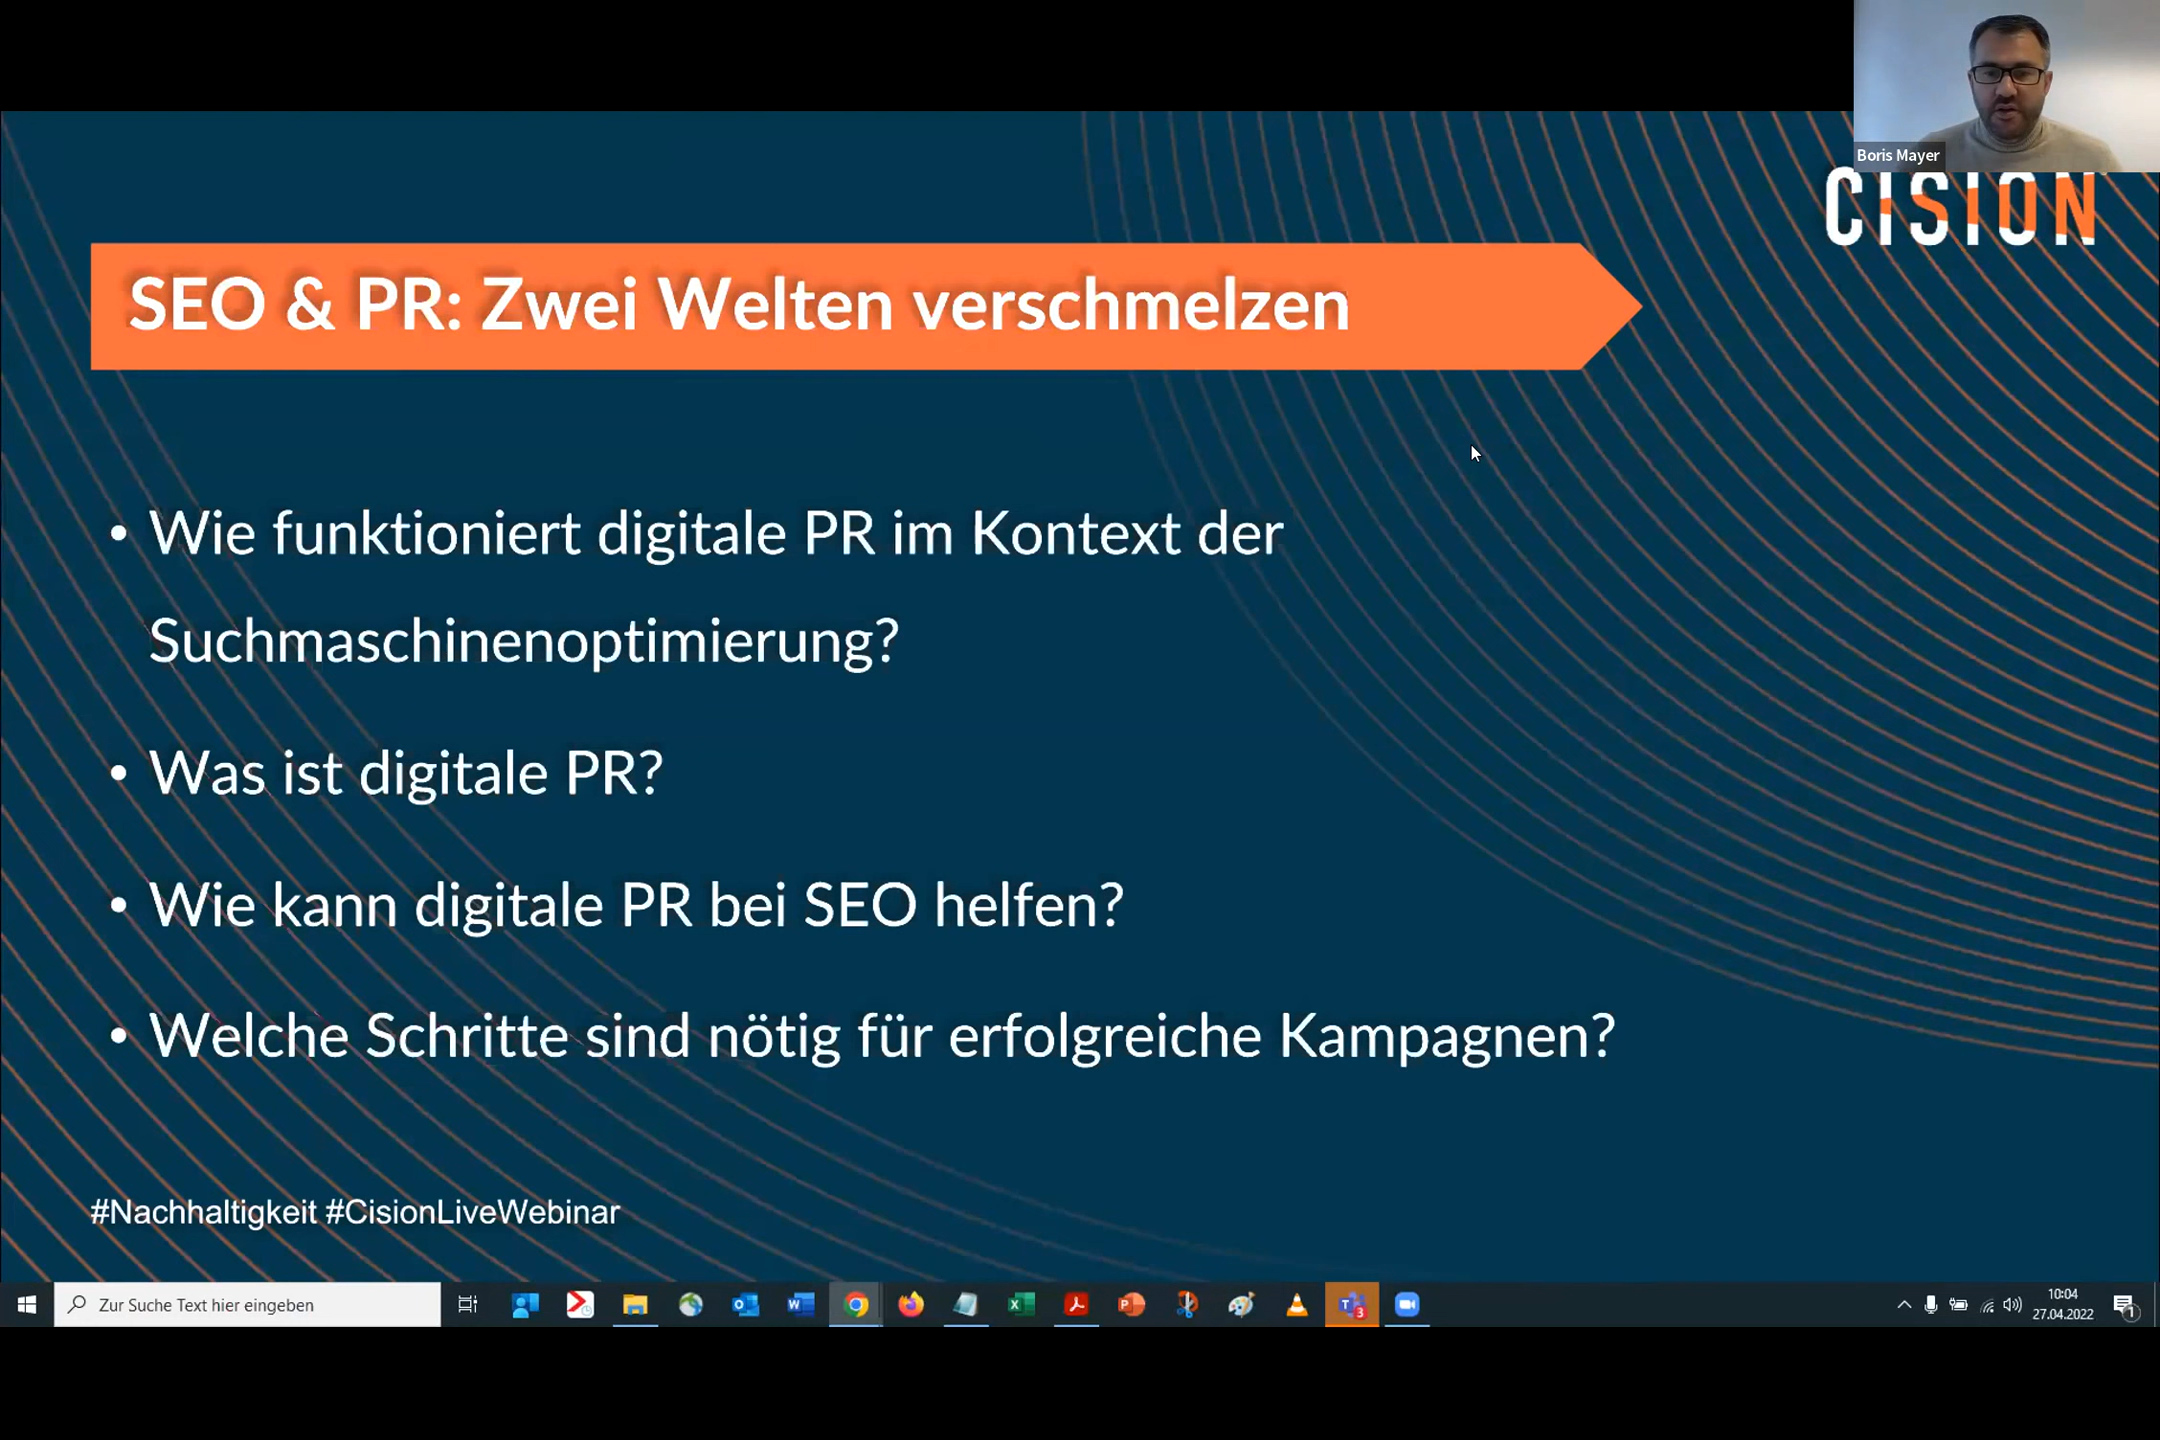 Boris Mayer
CISION
SEO & PR: Zwei Welten verschmelzen
• Wie funktioniert digitale PR im Kontext der
Suchmaschinenoptimierung?
• Was ist digitale PR?
• Wie kann digitale PR bei SEO helfen?
• Welche Schritte sind nötig für erfolgreiche Kampagnen?
#Nachhaltigkeit #CisionLiveWebinar
Zur Suche Text hier eingeben
10:04
27.04.2022